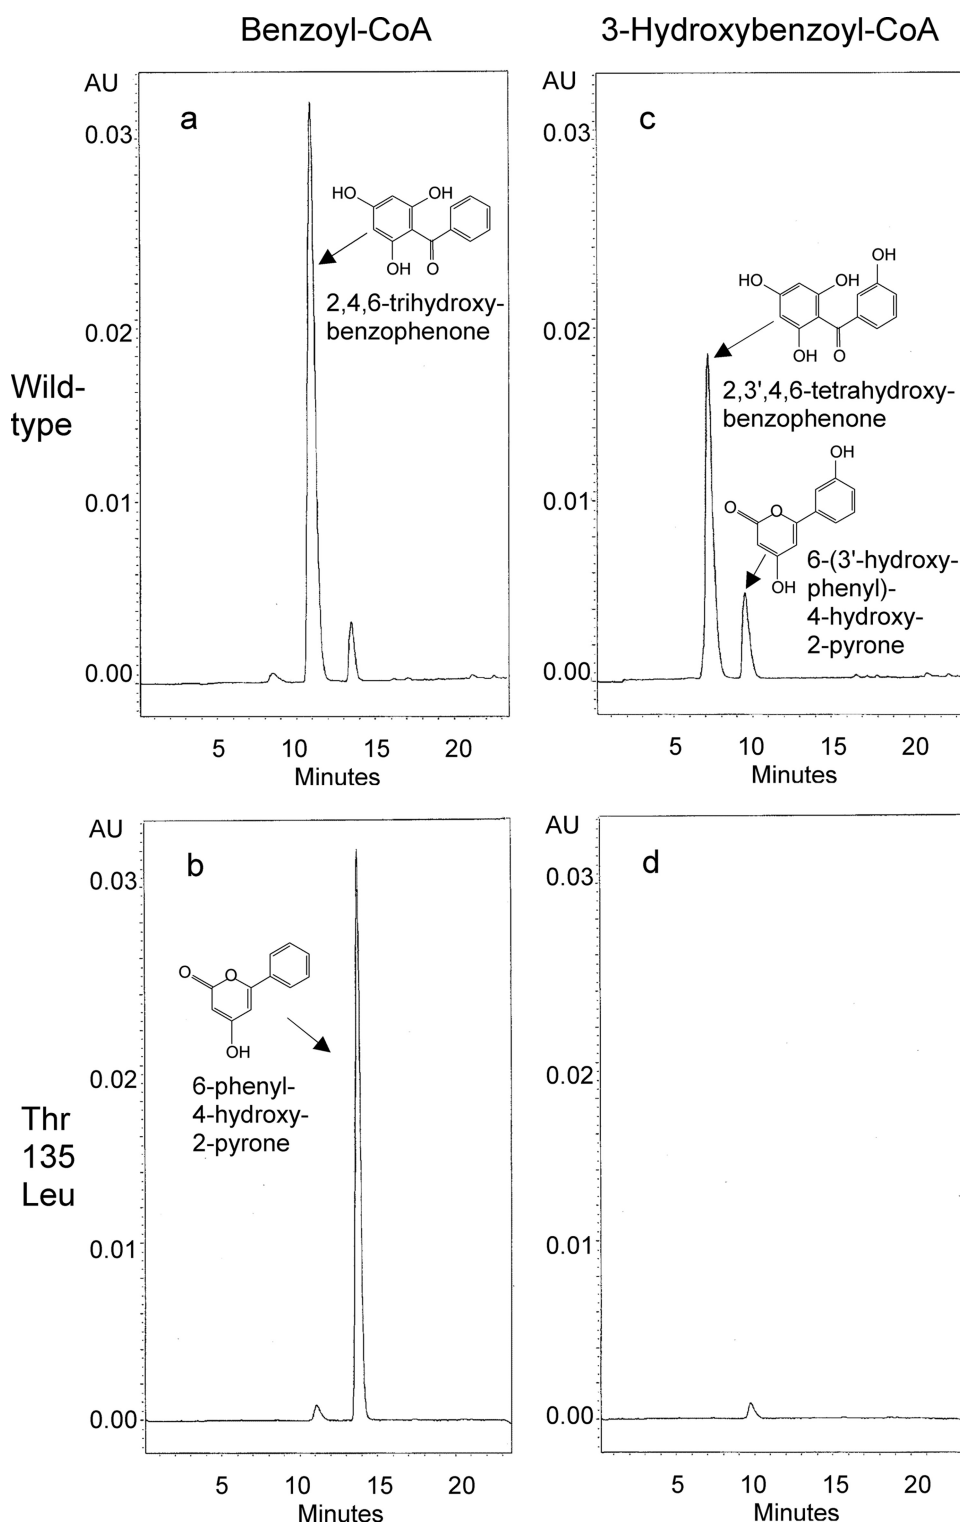 Benzoyl-CoA
3-Hydroxybenzoyl-CoA
Wild-
type
AU
a
0.03
0.02
0.01
0.00
HO
OH
OH
O
2,4,6-trihydroxy-
benzophenone
5 10 15 20
Minutes
AU
c
0.03
0.02
0.01
0.00
OH
HO
OH
OH
O
2,3',4,6-tetrahydroxy-
benzophenone
OH
O
O
OH
6-(3'-hydroxy-
phenyl)-
4-hydroxy-
2-pyrone
5 10 15 20
Minutes
Thr
135
Leu
AU
b
0.03
0.02
0.01
0.00
O
O
OH
6-phenyl-
4-hydroxy-
2-pyrone
5 10 15 20
Minutes
AU
d
0.03
0.02
0.01
0.00
5 10 15 20
Minutes